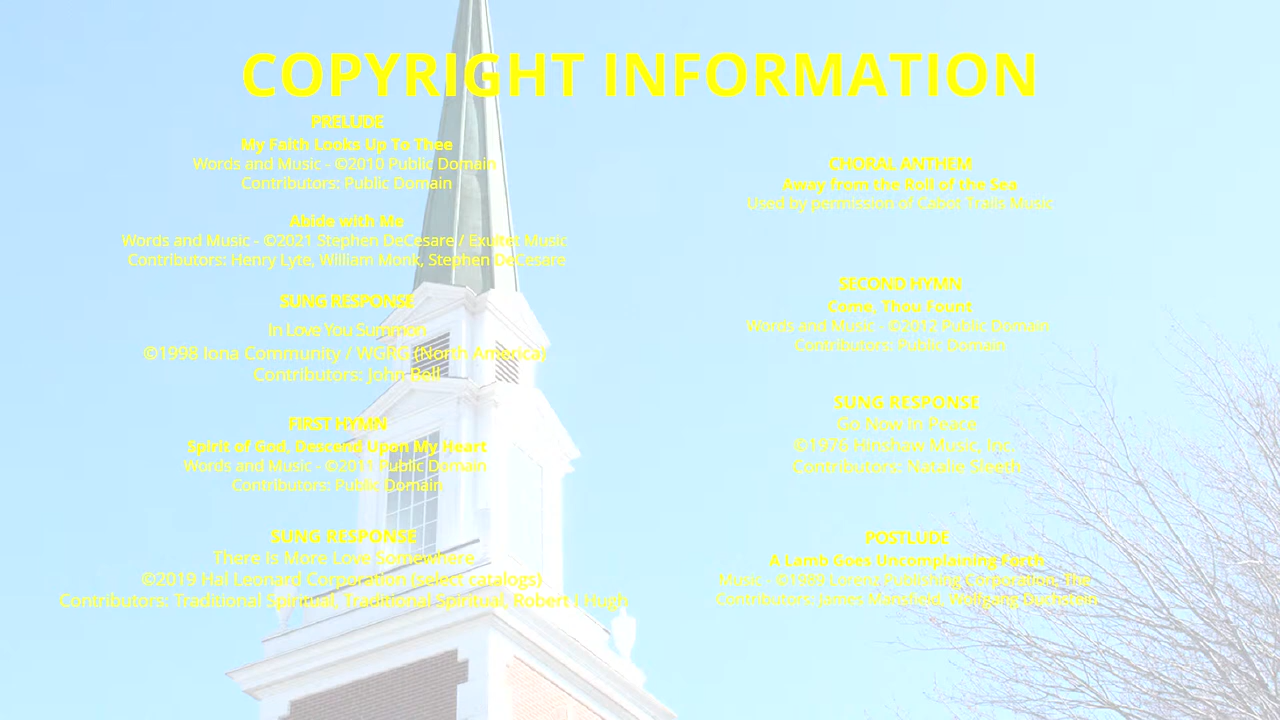 COPYRIGHT INFORMATION
PRELUDE
My Faith Looks Up To Thee
Words and Music - ©2010 Public Domain
Contributors: Public Domain
Abide with Me
Words and Music - ©2021 Stephen DeCesare / Exultet Music
Contributors: Henry Lyte, William Monk, Stephen DeCesare
SUNG RESPONSE
In Love You Summon
©1998 Iona Community / WGRG (North America)
Contributors: John Bell
FIRST HYMN
Spirit of God, Descend Upon My Heart
Words and Music - ©2011 Public Domain
Contributors: Public Domain
SUNG RESPONSE
There Is More Love Somewhere
©2019 Hal Leonard Corporation (select catalogs)
Contributors: Traditional Spiritual, Traditional Spiritual, Robert I Hugh
CHORAL ANTHEM
Away from the Roll of the Sea
Used by permission of Cabot Trails Music
SECOND HYMN
Come, Thou Fount
Words and Music - ©2012 Public Domain
Contributors: Public Domain
SUNG RESPONSE
Go Now In Peace
©1976 Hinshaw Music, Inc.
Contributors: Natalie Sleeth
POSTLUDE
A Lamb Goes Uncomplaining Forth
Music - ©1989 Lorenz Publishing Corporation, The
Contributors: James Mansfield, Wolfgang Dachstein